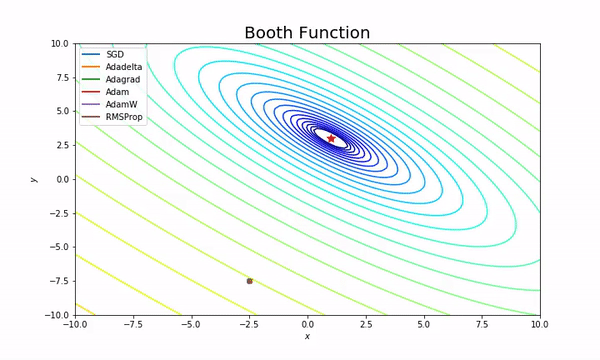 Booth Function
10.0
7.5
5.0
2.5
0.0
−2.5
−5.0
−7.5
−10.0
y
SGD
Adadelta
Adagrad
Adam
AdamW
RMSProp
−10.0 −7.5 −5.0 −2.5 0.0 2.5 5.0 7.5 10.0
x